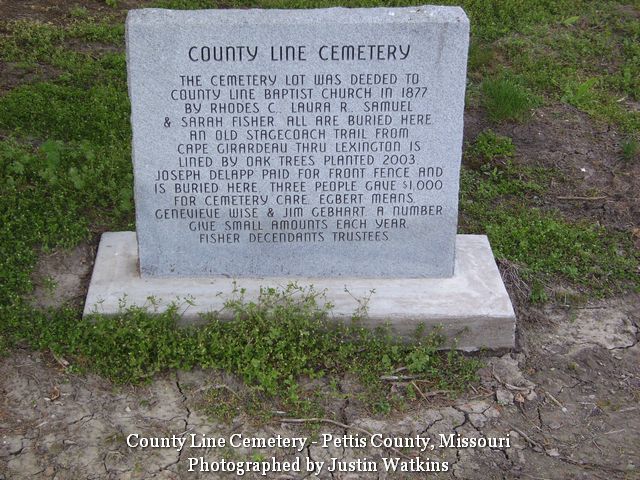 COUNTY LINE CEMETERY
THE CEMETERY LOT WAS DEEDED TO
COUNTY LINE BAPTIST CHURCH IN 1877
BY RHODES C. LAURA R. SAMUEL
& SARAH FISHER. ALL ARE BURIED HERE.
AN OLD STAGECOACH TRAIL FROM
CAPE GIRARDEAU THRU LEXINGTON IS
LINED BY OAK TREES PLANTED 2003.
JOSEPH DELAPP PAID FOR FRONT FENCE AND
IS BURIED HERE. THREE PEOPLE GAVE $1,000
FOR CEMETERY CARE. EGBERT MEANS,
GENEVIEVE WISE & JIM GEBHART. A NUMBER
GIVE SMALL AMOUNTS EACH YEAR.
FISHER DECENDANTS TRUSTEES
County Line Cemetery - Pettis County, Missouri
Photographed by Justin Watkins